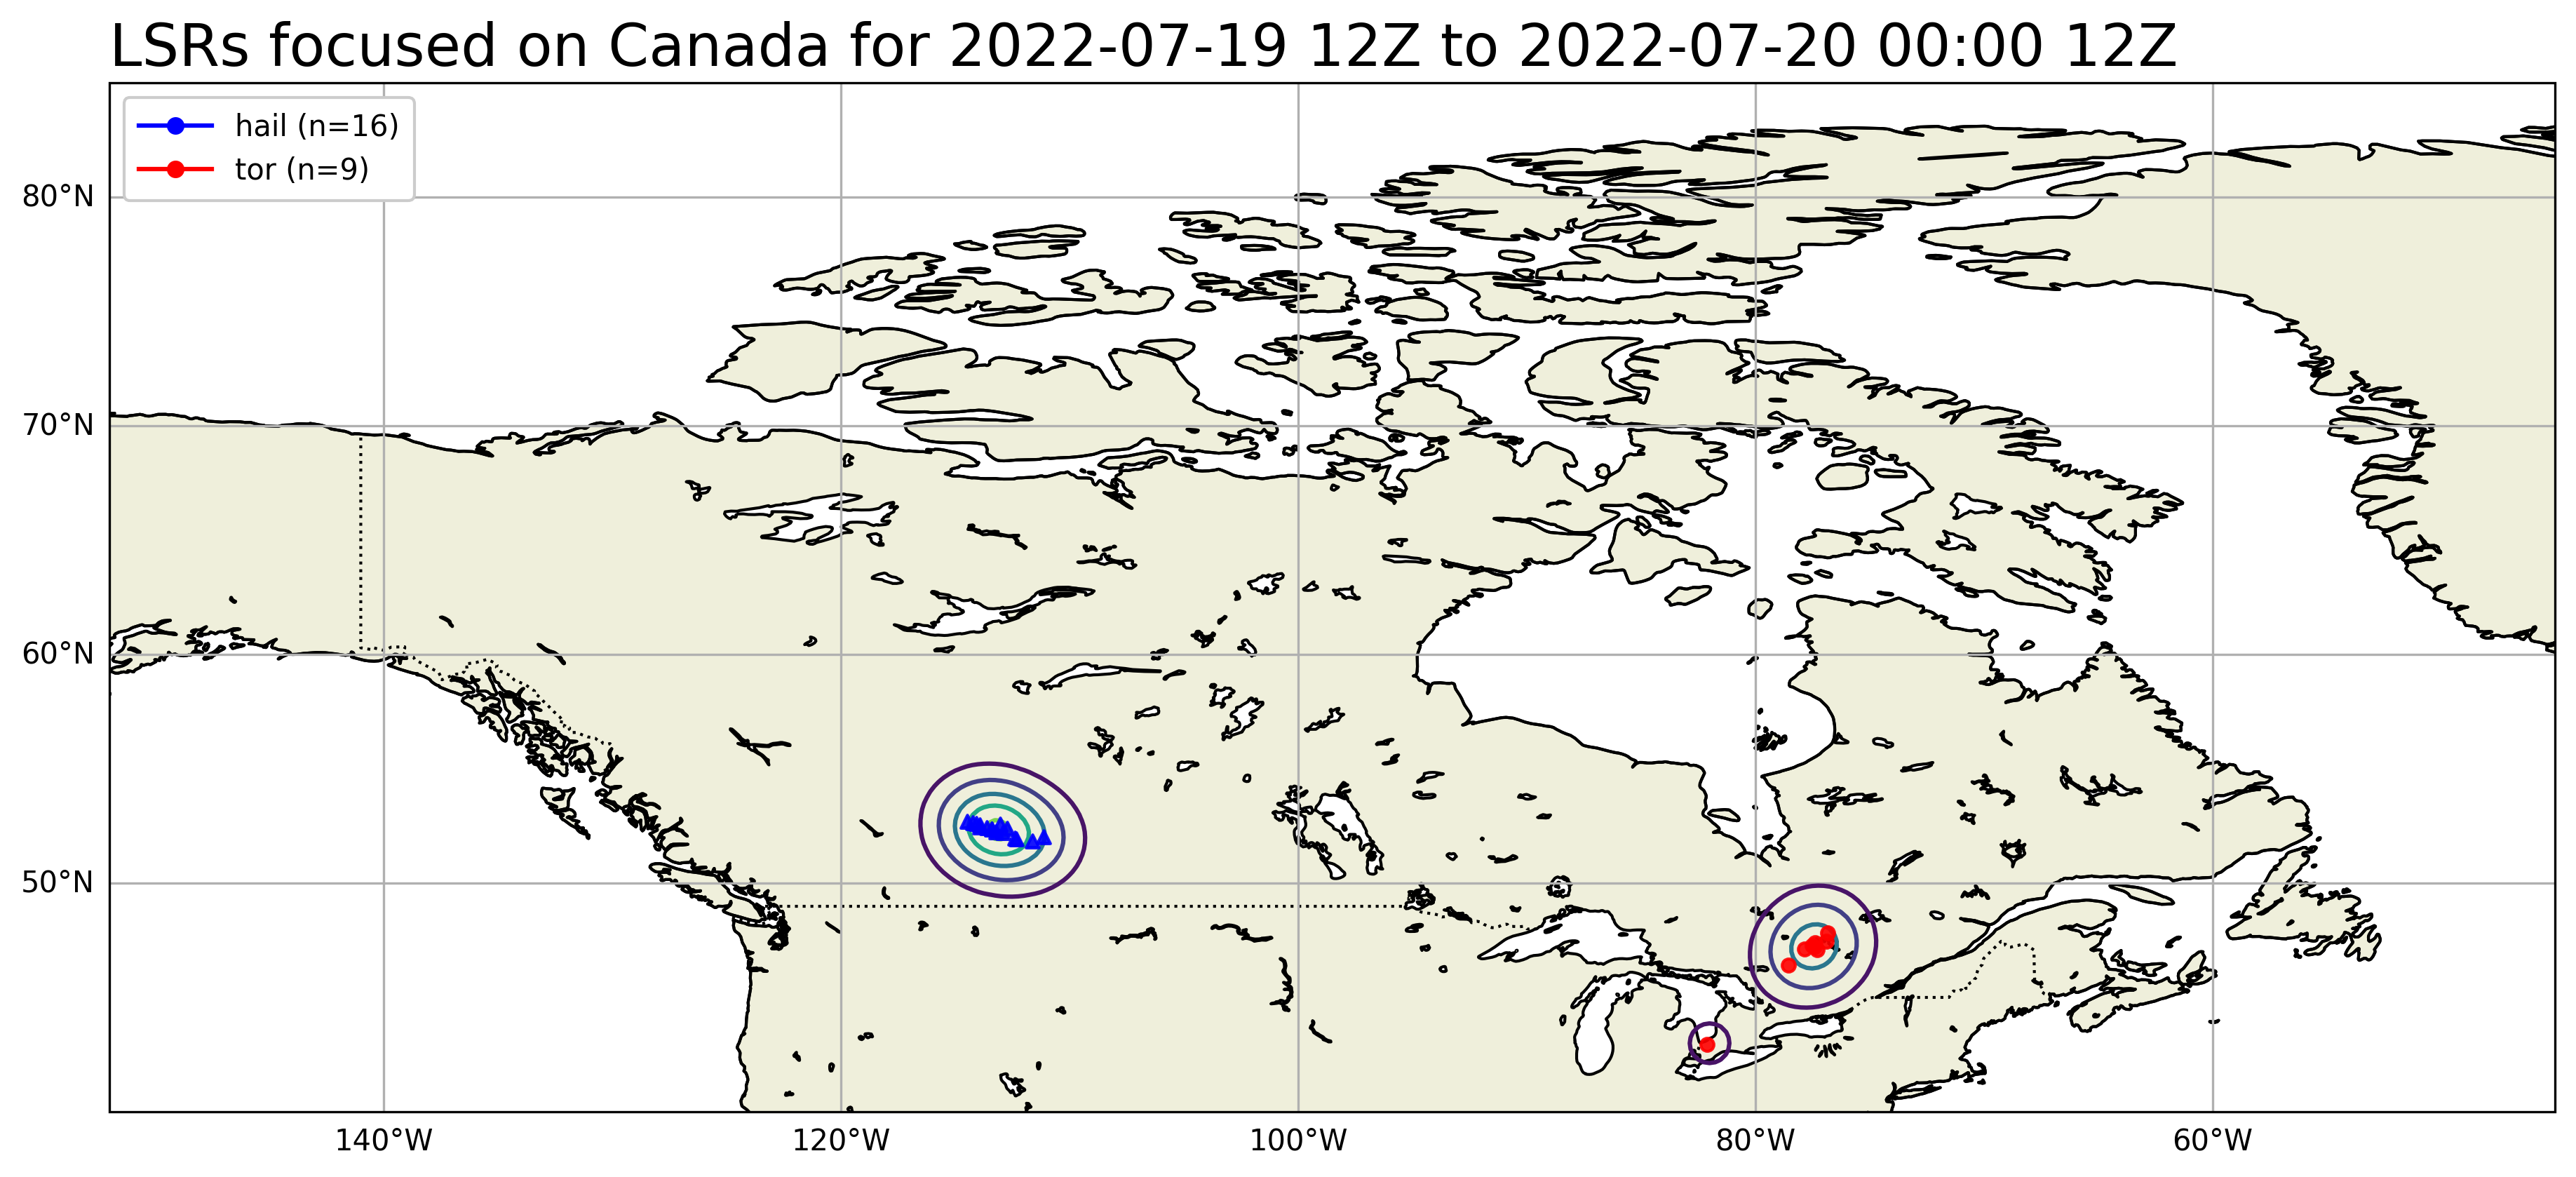 LSRs focused on Canada for 2022-07-19 12Z to 2022-07-20 00:00 12Z
hail (n=16)
tor (n=9)
80°N
70°N
60°N
50°N
140°W
120°W
100°W
80°W
60°W